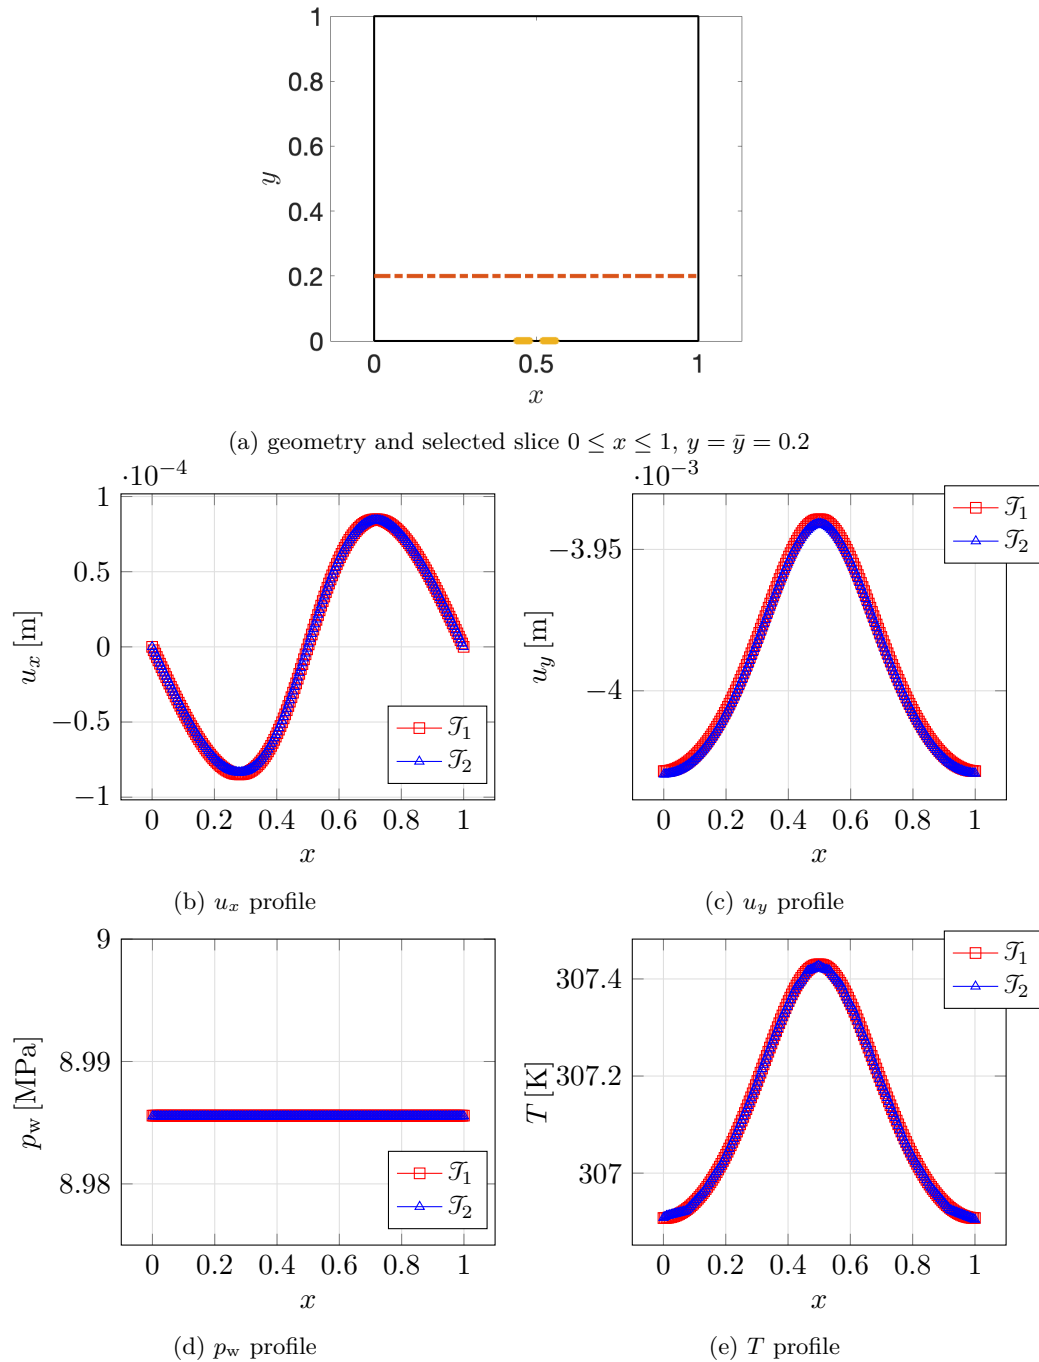 1
0.8
0.6
0.4
0.2
0
y
0 0.5 1
x
(a) geometry and selected slice 0 ≤ x ≤ 1, y = ȳ = 0.2
·10⁻⁴
1
0.5
0
−0.5
−1
u_x [m]
𝒯₁
𝒯₂
0 0.2 0.4 0.6 0.8 1
x
(b) u_x profile
·10⁻³
−3.95
−4
u_y [m]
𝒯₁
𝒯₂
0 0.2 0.4 0.6 0.8 1
x
(c) u_y profile
9
8.99
8.98
p_w [MPa]
𝒯₁
𝒯₂
0 0.2 0.4 0.6 0.8 1
x
(d) p_w profile
307.4
307.2
307
T [K]
𝒯₁
𝒯₂
0 0.2 0.4 0.6 0.8 1
x
(e) T profile